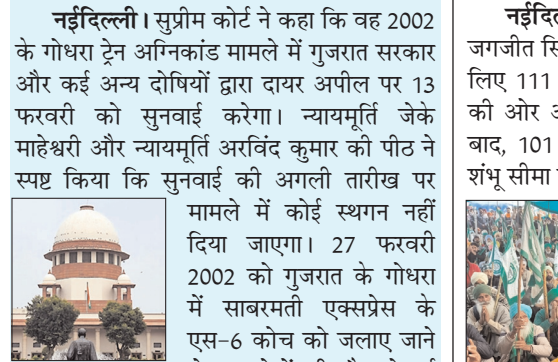 नईदिल्ली। सुप्रीम कोर्ट ने कहा कि वह 2002
के गोधरा ट्रेन अग्निकांड मामले में गुजरात सरकार
और कई अन्य दोषियों द्वारा दायर अपील पर 13
फरवरी को सुनवाई करेगा। न्यायमूर्ति जेके
माहेश्वरी और न्यायमूर्ति अरविंद कुमार की पीठ ने
स्पष्ट किया कि सुनवाई की अगली तारीख पर
मामले में कोई स्थगन नहीं
दिया जाएगा। 27 फरवरी
2002 को गुजरात के गोधरा
में साबरमती एक्सप्रेस के
एस-6 कोच को जलाए जाने
जगजीत
लिए 111
की ओर
बाद, 101
शंभू सीमा